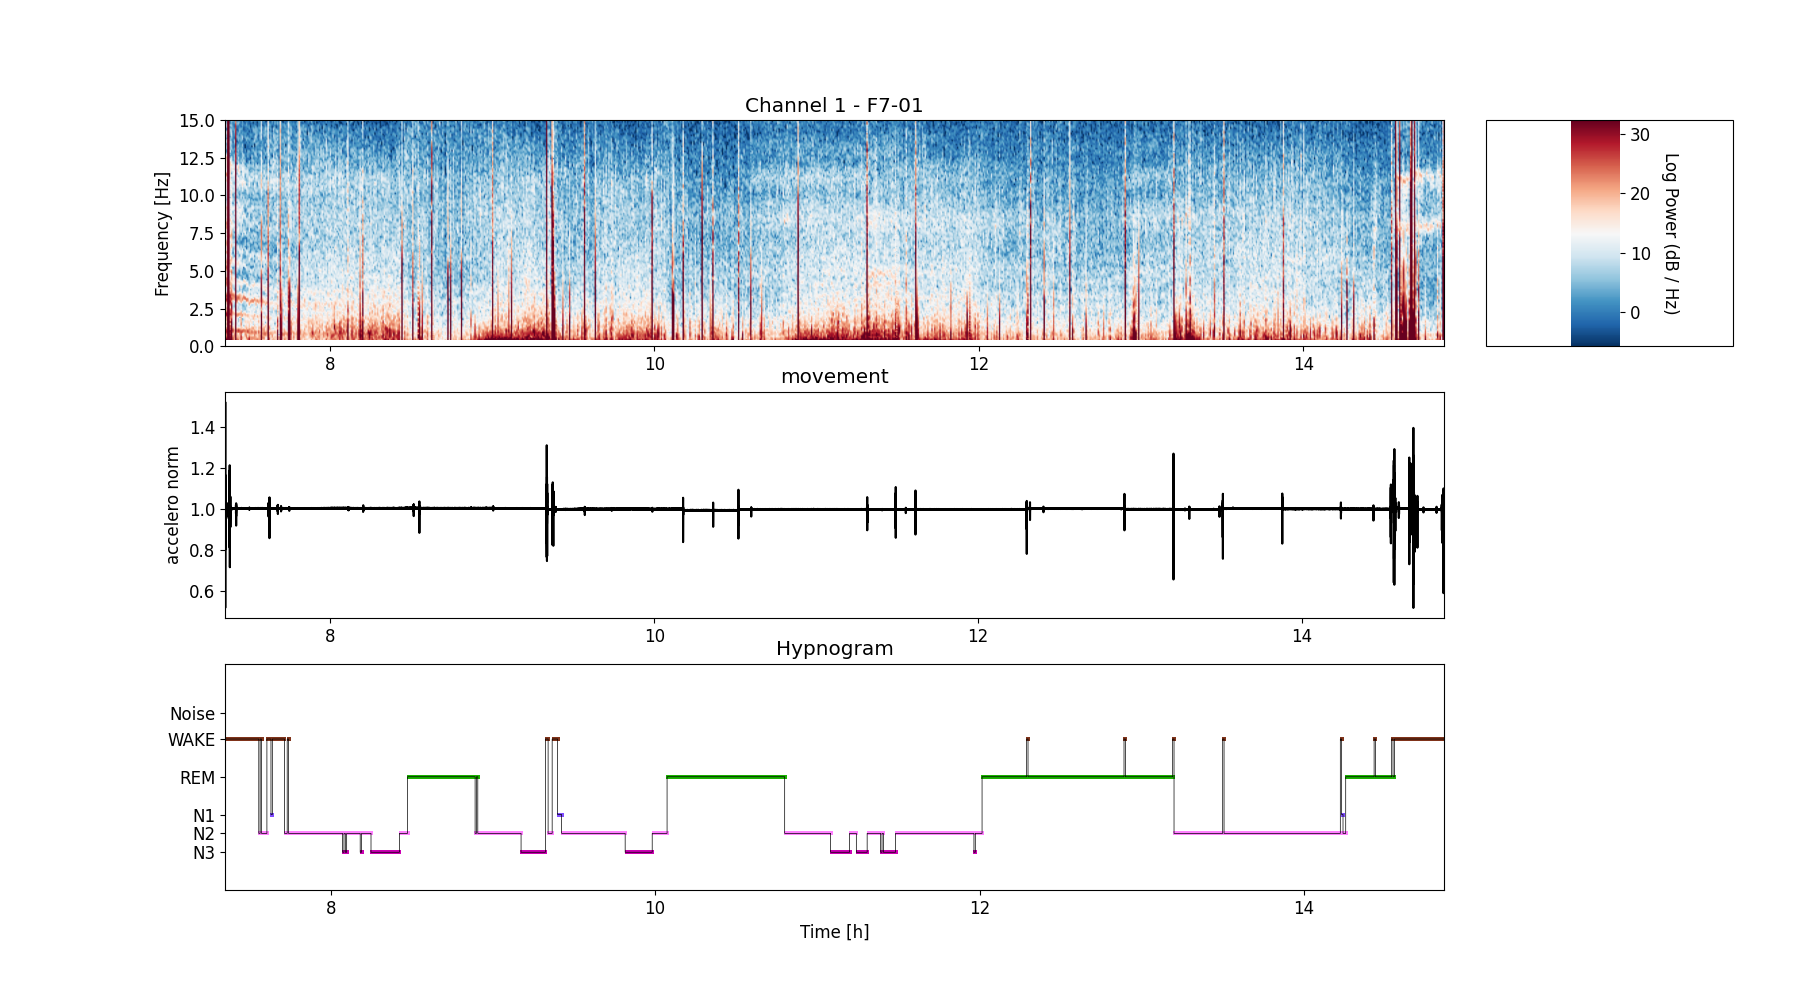 Channel 1 - F7-01
15.0
12.5
10.0
7.5
5.0
2.5
0.0
Frequency [Hz]
8 10 12 14
30
20
10
0
Log Power (dB / Hz)
movement
1.4
1.2
1.0
0.8
0.6
accelero norm
8 10 12 14
Hypnogram
Noise
WAKE
REM
N1
N2
N3
8 10 12 14
Time [h]